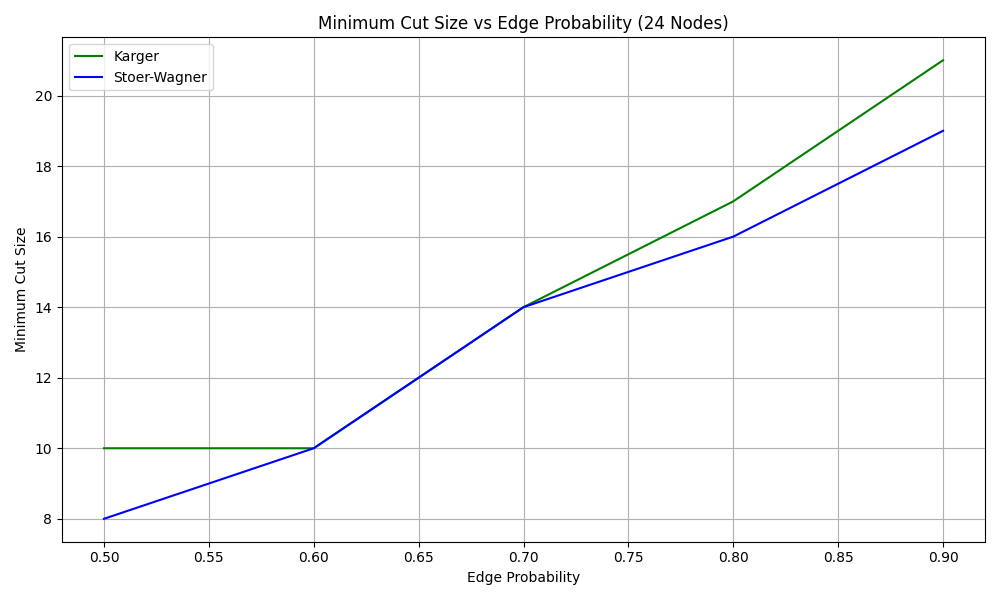 Minimum Cut Size vs Edge Probability (24 Nodes)
Karger
Stoer-Wagner
Minimum Cut Size
20
18
16
14
12
10
8
0.50 0.55 0.60 0.65 0.70 0.75 0.80 0.85 0.90
Edge Probability